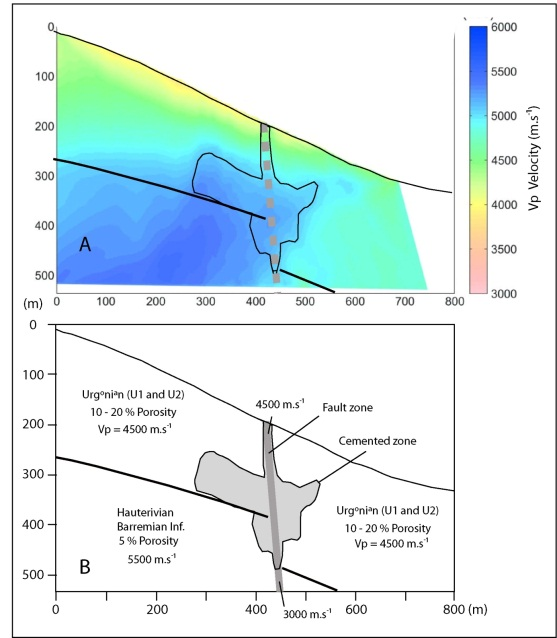 0
100
200
300
400
500
(m)
0 100 200 300 400 500 600 700 800
A
6000
5500
5000
4500
4000
3500
3000
Vp Velocity (m.s⁻¹)
0
100
200
300
400
500
Urgºniªn (U1 and U2)
10 - 20 % Porosity
Vp = 4500 m.s⁻¹
4500 m.s⁻¹
Fault zone
Cemented zone
Hauterivian
Barremian Inf.
5 % Porosity
5500 m.s⁻¹
Urgºniªn (U1 and U2)
10 - 20 % Porosity
Vp = 4500 m.s⁻¹
B
0 200 400 600 800 (m)
3000 m.s⁻¹